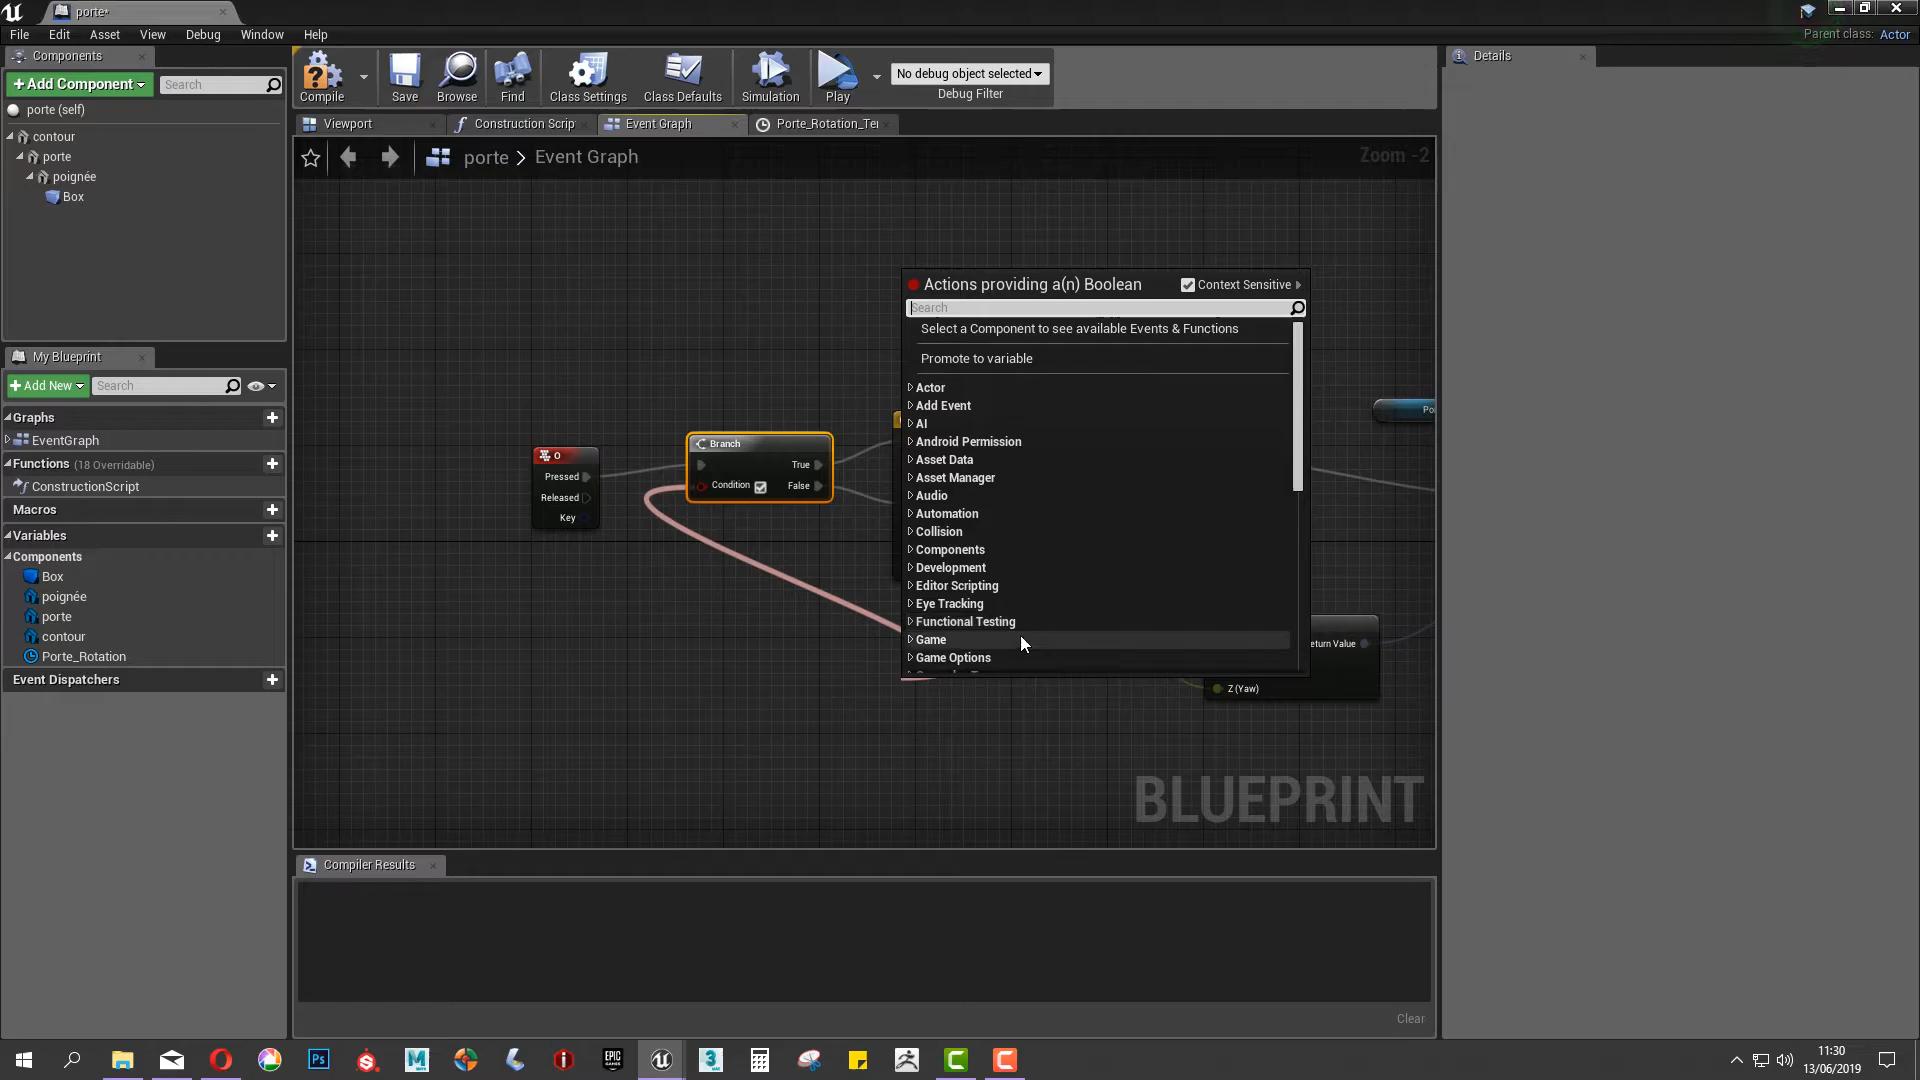 porte*
File Edit Asset View Debug Window Help
Parent class: Actor
Components
+Add Component
Search
porte (self)
contour
porte
poignée
Box
Compile
Save
Browse
Find
Class Settings
Class Defaults
Simulation
Play
No debug object selected
Debug Filter
Details
Viewport
Construction Scrip
Event Graph
Porte_Rotation_Te
porte > Event Graph
Zoom -2
My Blueprint
+Add New
Search
Graphs
EventGraph
Functions (18 Overridable)
ConstructionScript
Macros
Variables
Components
Box
poignée
porte
contour
Porte_Rotation
Event Dispatchers
O
Pressed
Released
Key
Branch
True
Condition
False
Actions providing a(n) Boolean
Context Sensitive
Search
Select a Component to see available Events & Functions
Promote to variable
Actor
Add Event
AI
Android Permission
Asset Data
Asset Manager
Audio
Automation
Collision
Components
Development
Editor Scripting
Eye Tracking
Functional Testing
Game
Game Options
Po
eturn Value
Z (Yaw)
BLUEPRINT
Compiler Results
Clear
11:30
13/06/2019